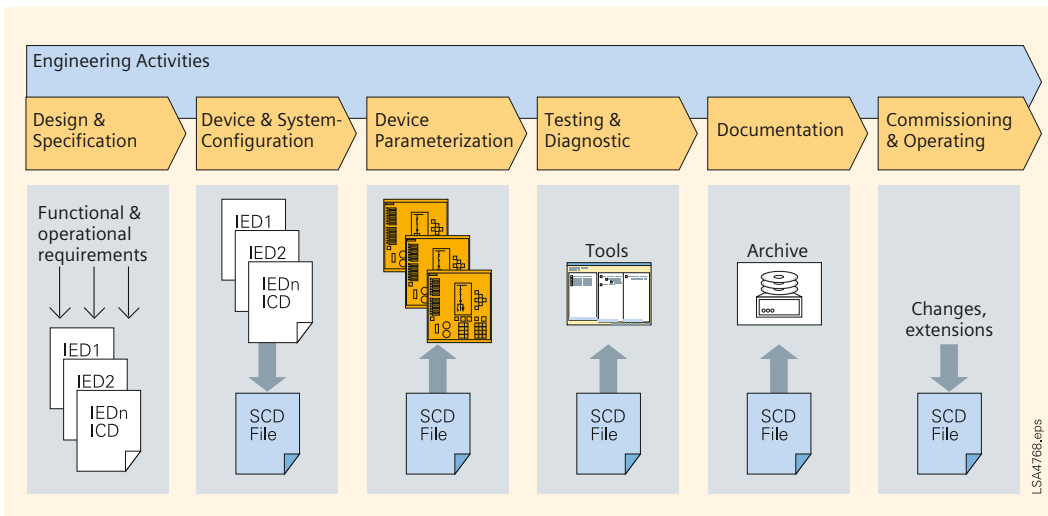 Engineering Activities
Design &
Specification
Device & System-
Configuration
Device
Parameterization
Testing &
Diagnostic
Documentation
Commissioning
& Operating
Functional &
operational
requirements
IED1
IED2
IEDn
ICD
IED1
IED2
IEDn
ICD
SCD
File
SCD
File
Tools
SCD
File
Archive
SCD
File
Changes,
extensions
SCD
File
LSA4768.eps